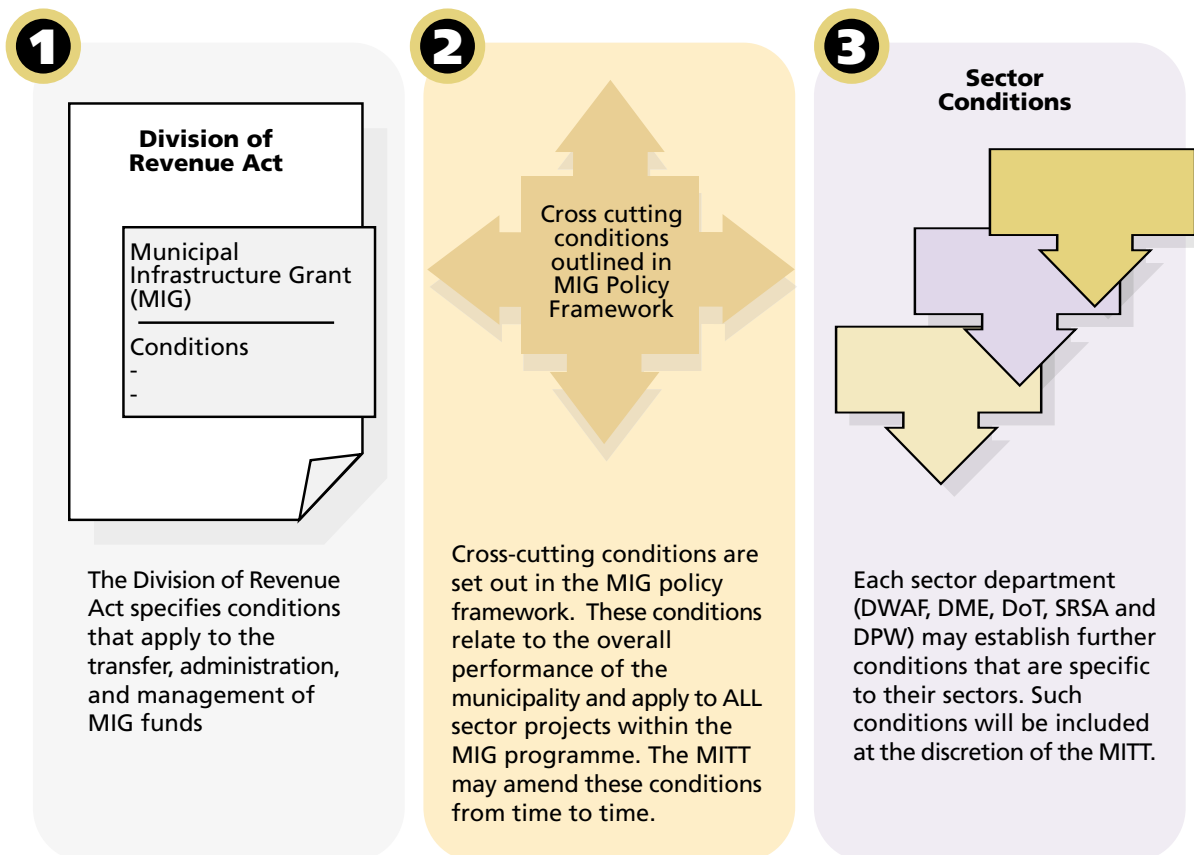 1
Division of
Revenue Act
Municipal
Infrastructure Grant
(MIG)
Conditions
-
-
The Division of Revenue
Act specifies conditions
that apply to the
transfer, administration,
and management of
MIG funds
2
Cross cutting
conditions
outlined in
MIG Policy
Framework
Cross-cutting conditions are
set out in the MIG policy
framework. These conditions
relate to the overall
performance of the
municipality and apply to ALL
sector projects within the
MIG programme. The MITT
may amend these conditions
from time to time.
3
Sector
Conditions
Each sector department
(DWAF, DME, DoT, SRSA and
DPW) may establish further
conditions that are specific
to their sectors. Such
conditions will be included
at the discretion of the MITT.